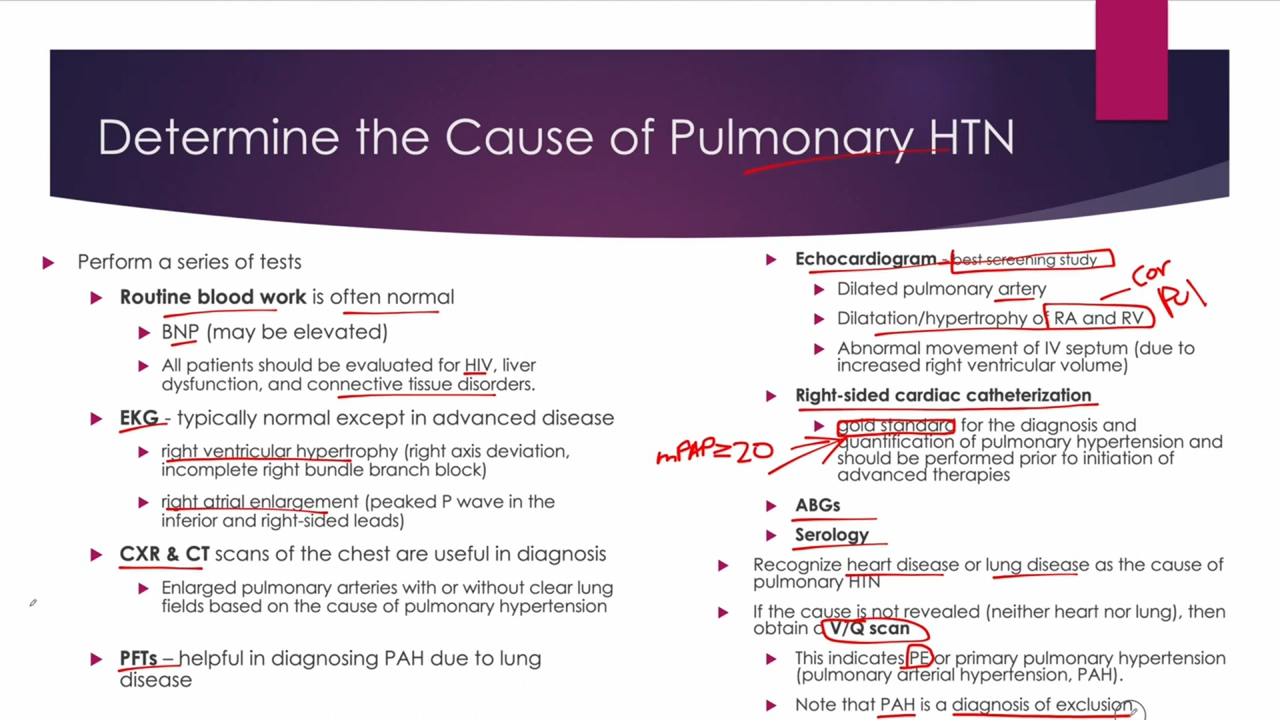 Determine the Cause of Pulmonary HTN
Perform a series of tests
Routine blood work is often normal
BNP (may be elevated)
All patients should be evaluated for HIV, liver
dysfunction, and connective tissue disorders.
EKG - typically normal except in advanced disease
right ventricular hypertrophy (right axis deviation,
incomplete right bundle branch block)
right atrial enlargement (peaked P wave in the
inferior and right-sided leads)
CXR & CT scans of the chest are useful in diagnosis
Enlarged pulmonary arteries with or without clear lung
fields based on the cause of pulmonary hypertension
PFTs – helpful in diagnosing PAH due to lung
disease
Echocardiogram - best screening study
Dilated pulmonary artery
Dilatation/hypertrophy of RA and RV
cor
pul
Abnormal movement of IV septum (due to
increased right ventricular volume)
Right-sided cardiac catheterization
gold standard for the diagnosis and
quantification of pulmonary hypertension and
should be performed prior to initiation of
advanced therapies
mPAP≥20
ABGs
Serology
Recognize heart disease or lung disease as the cause of
pulmonary HTN
If the cause is not revealed (neither heart nor lung), then
obtain a V/Q scan
This indicates PE or primary pulmonary hypertension
(pulmonary arterial hypertension, PAH).
Note that PAH is a diagnosis of exclusion